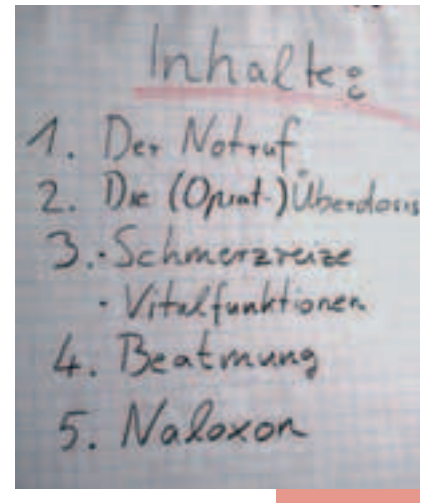 Inhalte:
1. Der Notruf
2. Die (Opiat-) Überdosis
3. · Schmerzreize
· Vitalfunktionen
4. Beatmung
5. Naloxon